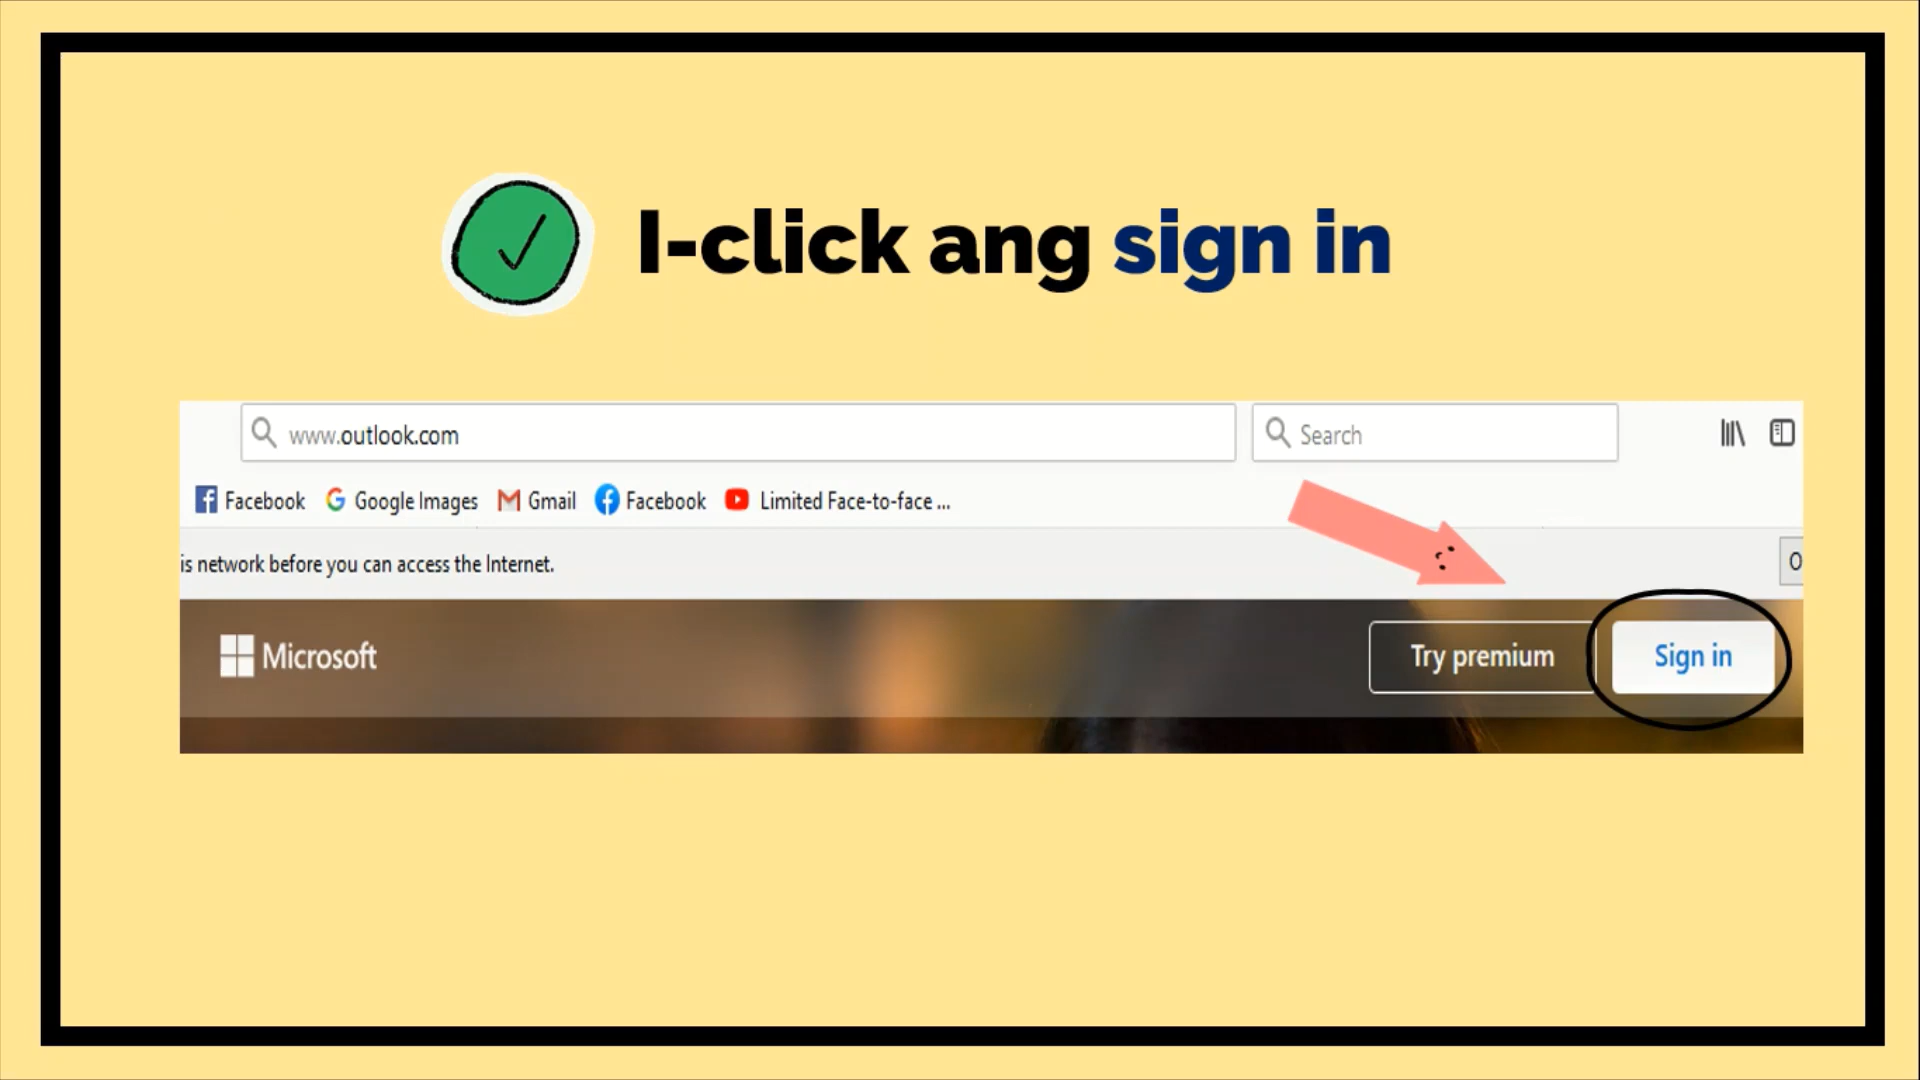 I-click ang sign in
www.outlook.com
Search
Facebook Google Images Gmail Facebook Limited Face-to-face ...
is network before you can access the Internet.
O
Microsoft
Try premium
Sign in